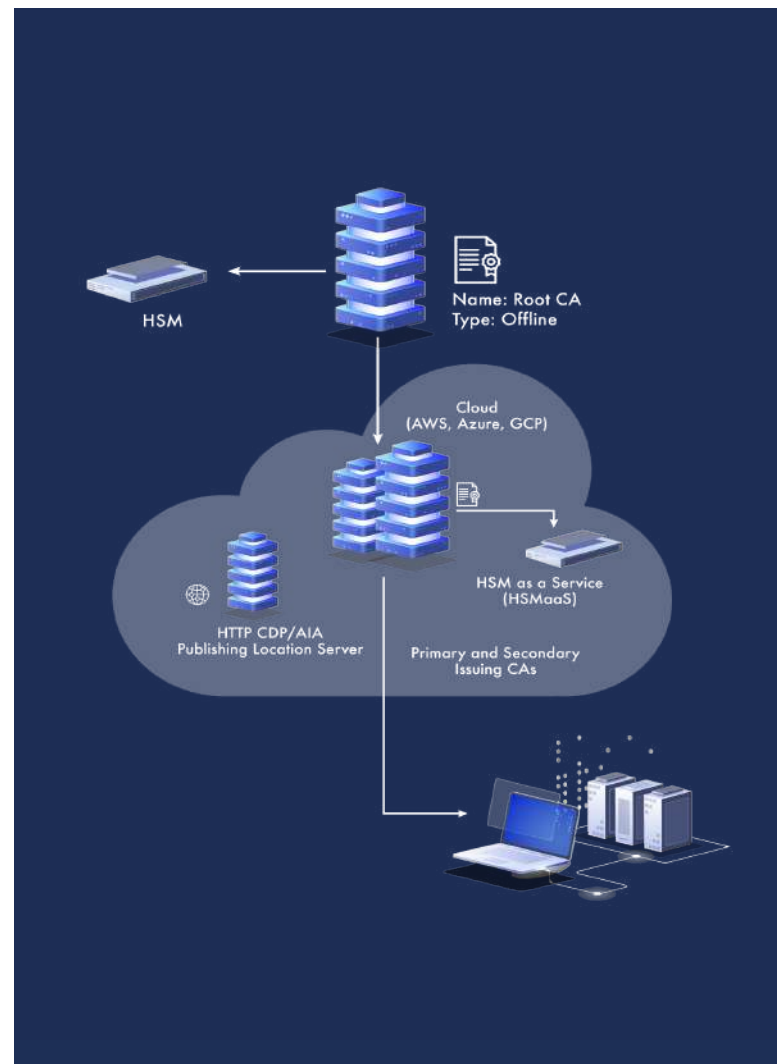 HSM
Name: Root CA
Type: Offline
Cloud
(AWS, Azure, GCP)
HSM as a Service
(HSMaaS)
HTTP CDP/AIA
Publishing Location Server
Primary and Secondary
Issuing CAs